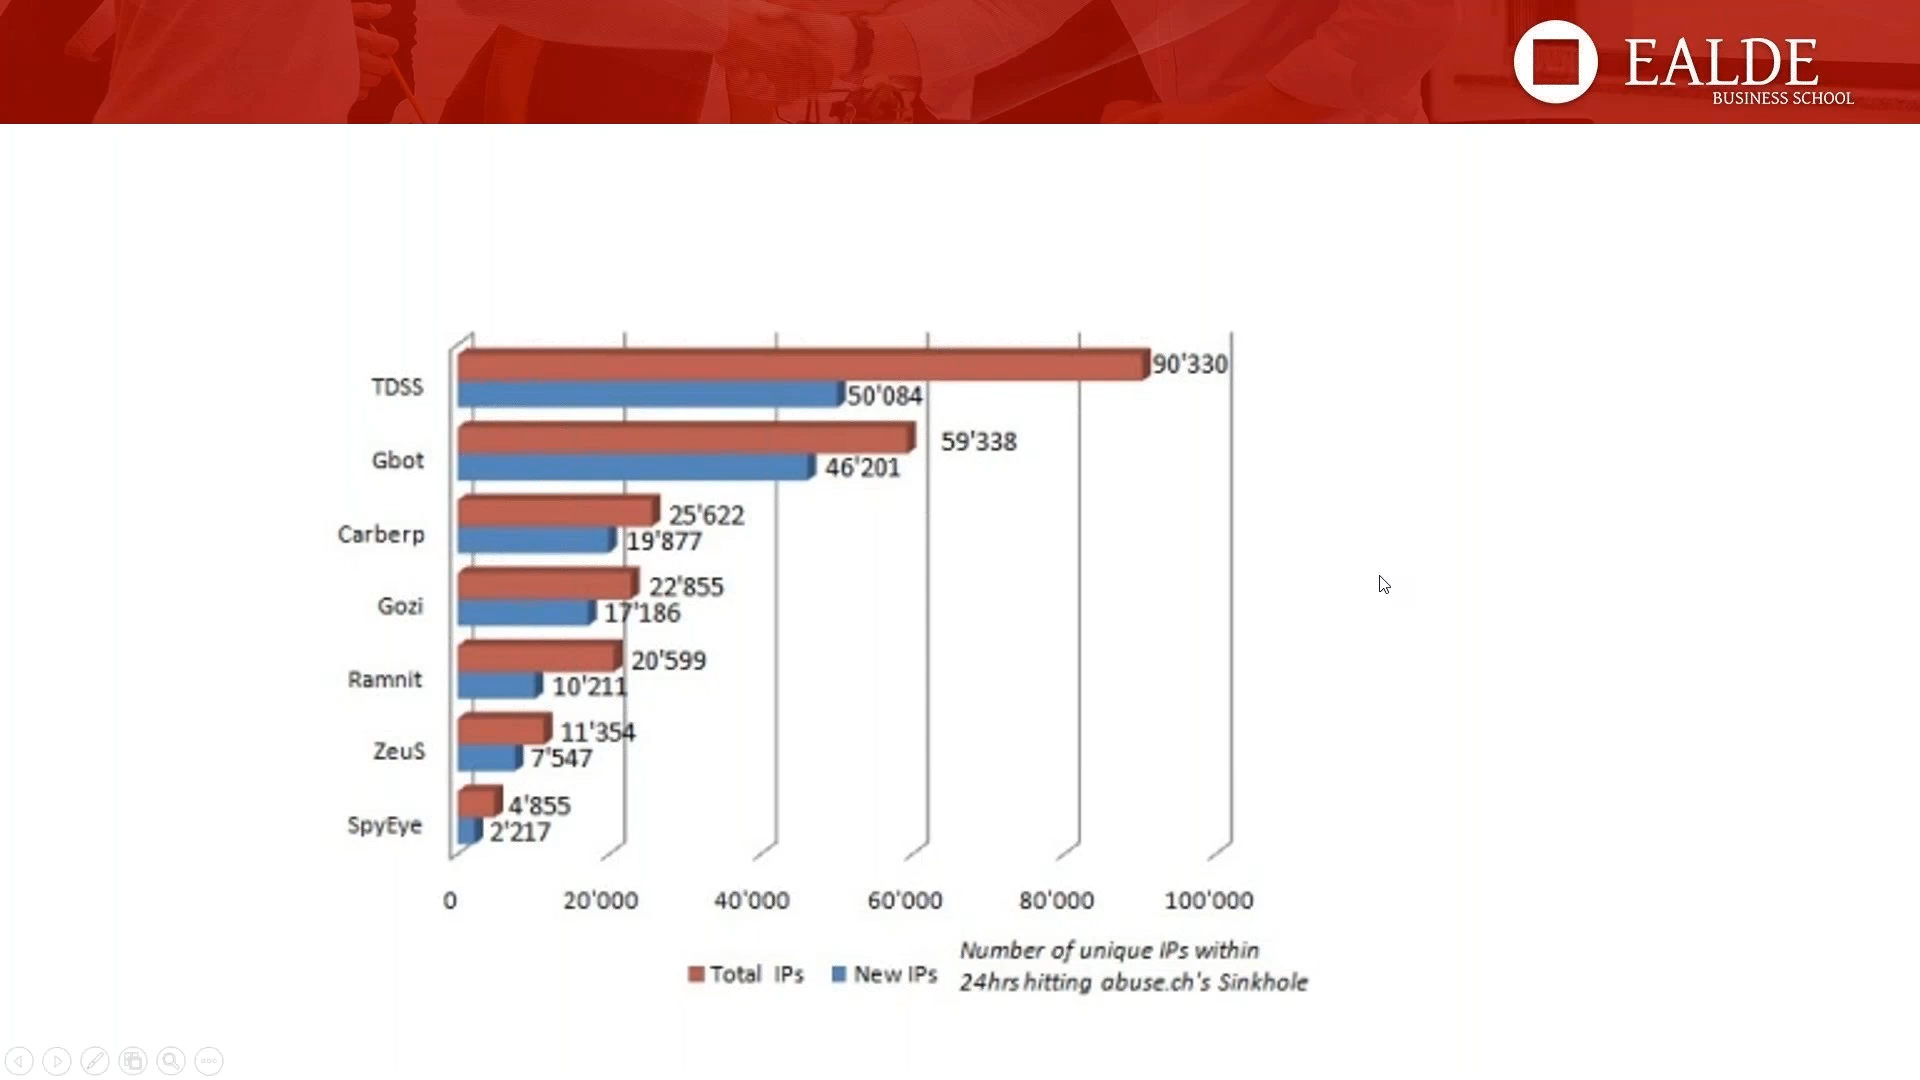 EALDE
BUSINESS SCHOOL
TDSS
90'330
50'084
Gbot
59'338
46'201
Carberp
25'622
19'877
Gozi
22'855
17'186
Ramnit
20'599
10'211
ZeuS
11'354
7'547
SpyEye
4'855
2'217
0 20'000 40'000 60'000 80'000 100'000
Total IPs New IPs
Number of unique IPs within
24hrs hitting abuse.ch's Sinkhole